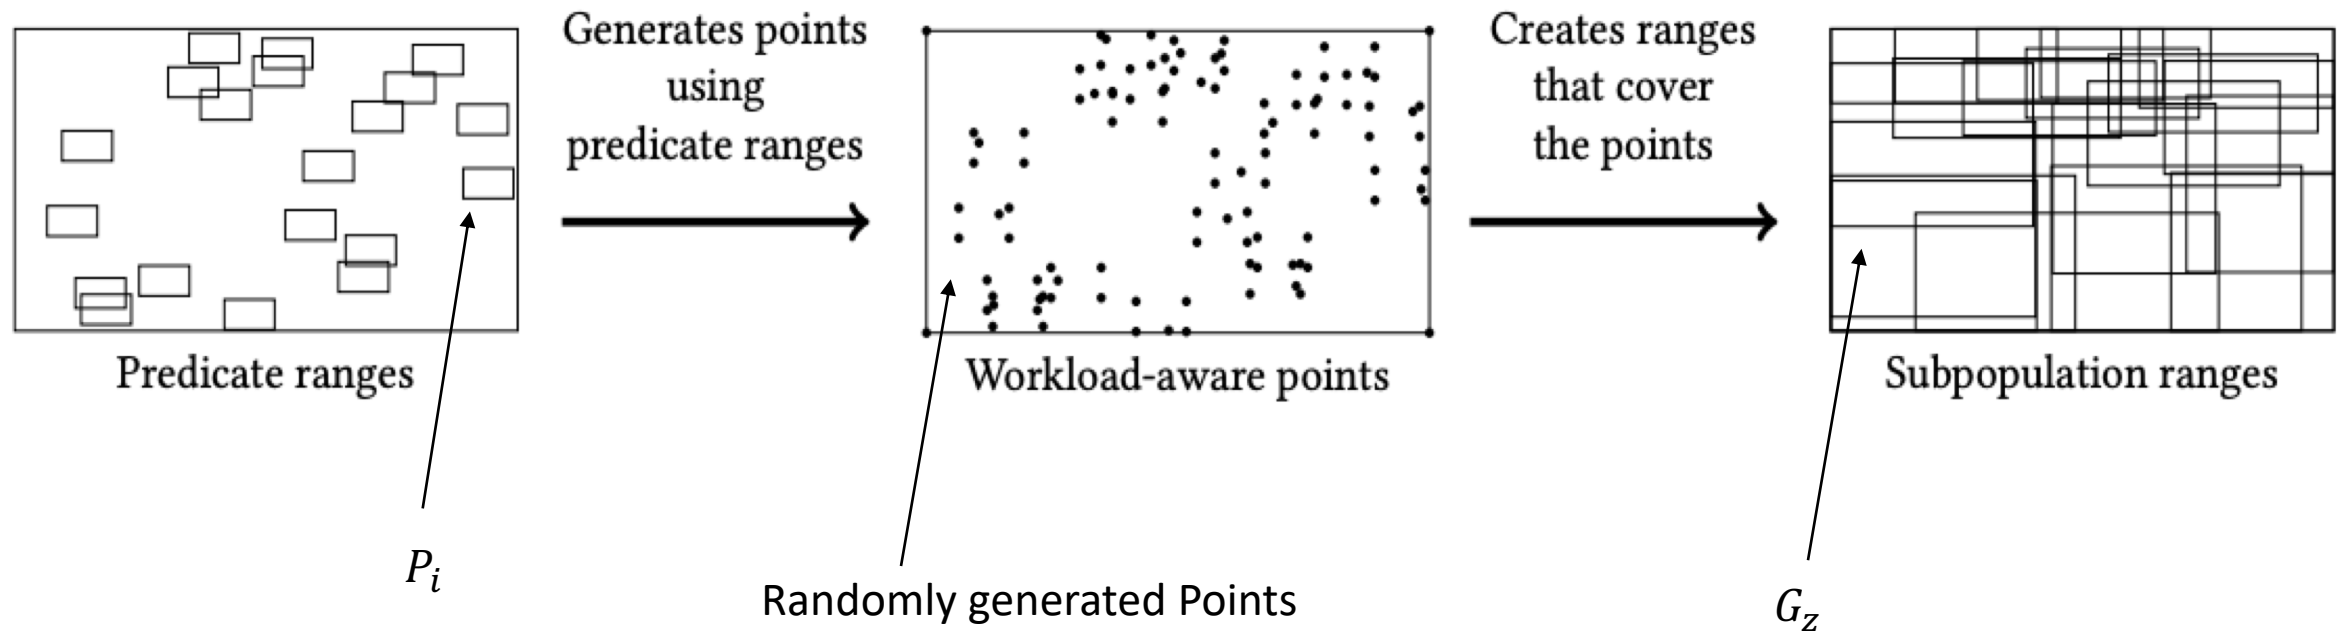 Generates points
using
predicate ranges
Creates ranges
that cover
the points
Predicate ranges
Workload-aware points
Subpopulation ranges
P_i
Randomly generated Points
G_z